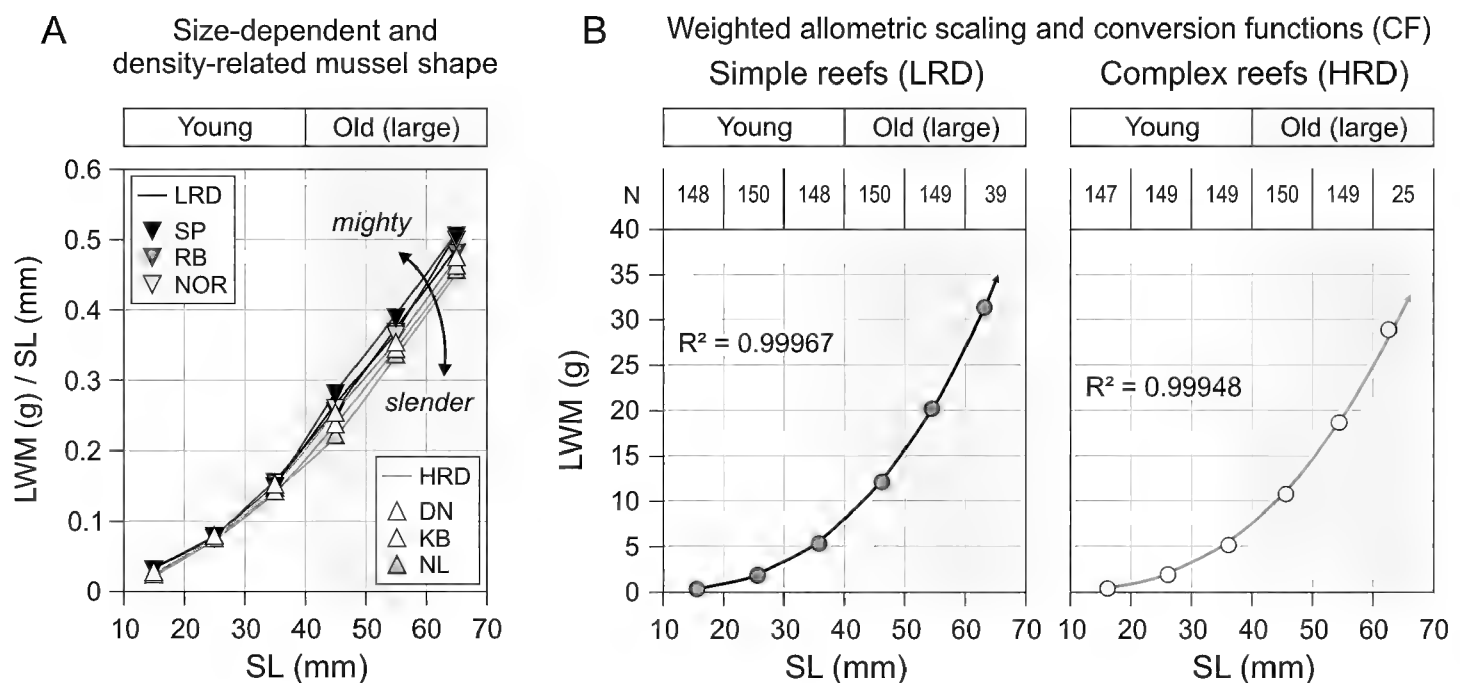 A
Size-dependent and
density-related mussel shape
Young
Old (large)
0.6
0.5
0.4
0.3
0.2
0.1
0
LWM (g) / SL (mm)
LRD
SP
RB
NOR
mighty
slender
HRD
DN
KB
NL
10 20 30 40 50 60 70
SL (mm)
B
Weighted allometric scaling and conversion functions (CF)
Simple reefs (LRD)
Young
Old (large)
N
148 150 148 150 149 39
40
35
30
25
20
15
10
5
0
LWM (g)
R² = 0.99967
10 20 30 40 50 60 70
SL (mm)
Complex reefs (HRD)
Young
Old (large)
147 149 149 150 149 25
R² = 0.99948
10 20 30 40 50 60 70
SL (mm)